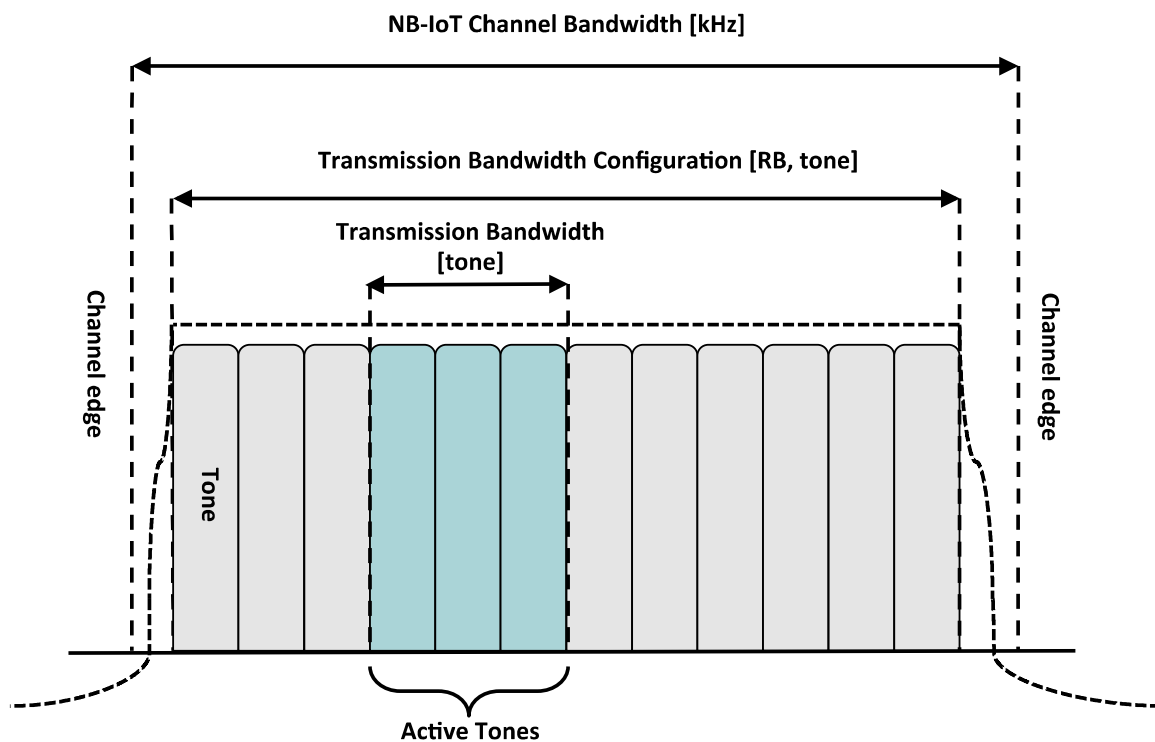 NB-IoT Channel Bandwidth [kHz]
Transmission Bandwidth Configuration [RB, tone]
Transmission Bandwidth
[tone]
Channel edge
Channel edge
Tone
Active Tones